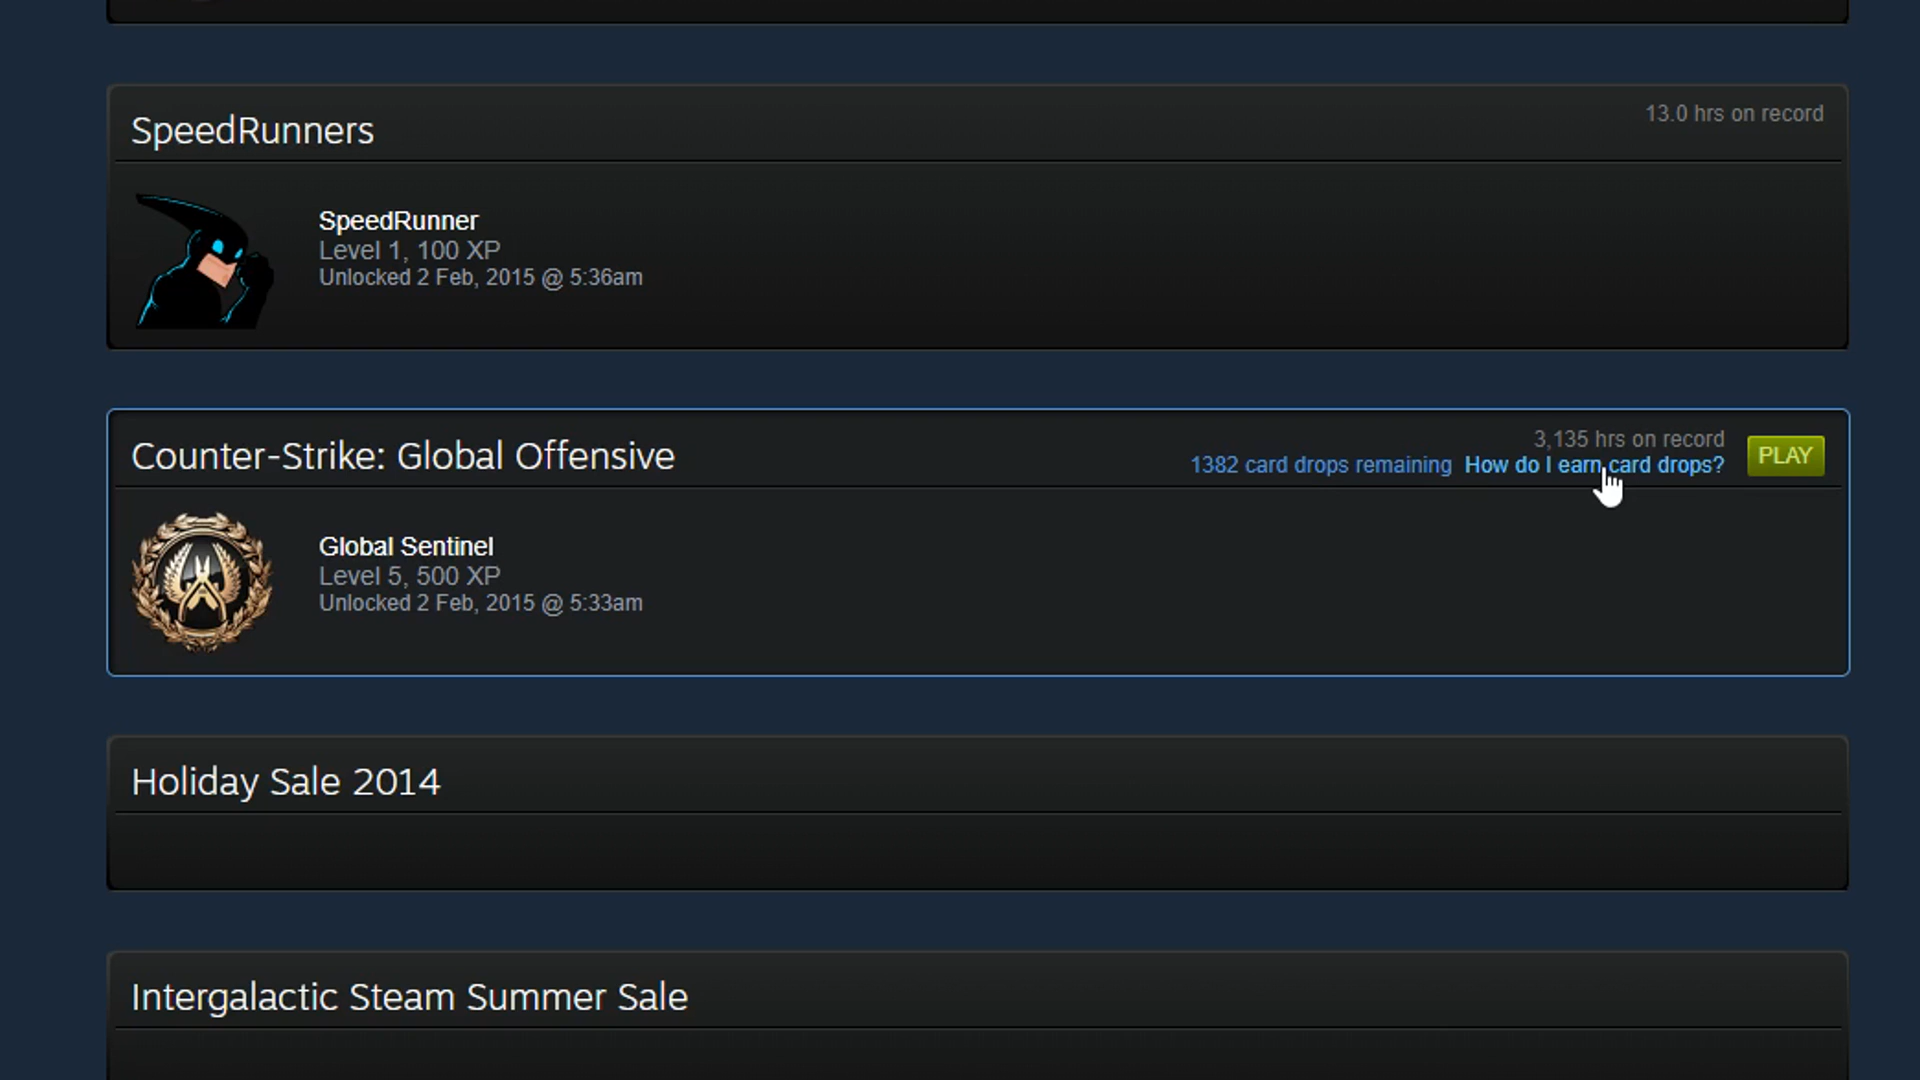 SpeedRunners
13.0 hrs on record
SpeedRunner
Level 1, 100 XP
Unlocked 2 Feb, 2015 @ 5:36am
Counter-Strike: Global Offensive
3,135 hrs on record
1382 card drops remaining How do I earn card drops?
PLAY
Global Sentinel
Level 5, 500 XP
Unlocked 2 Feb, 2015 @ 5:33am
Holiday Sale 2014
Intergalactic Steam Summer Sale